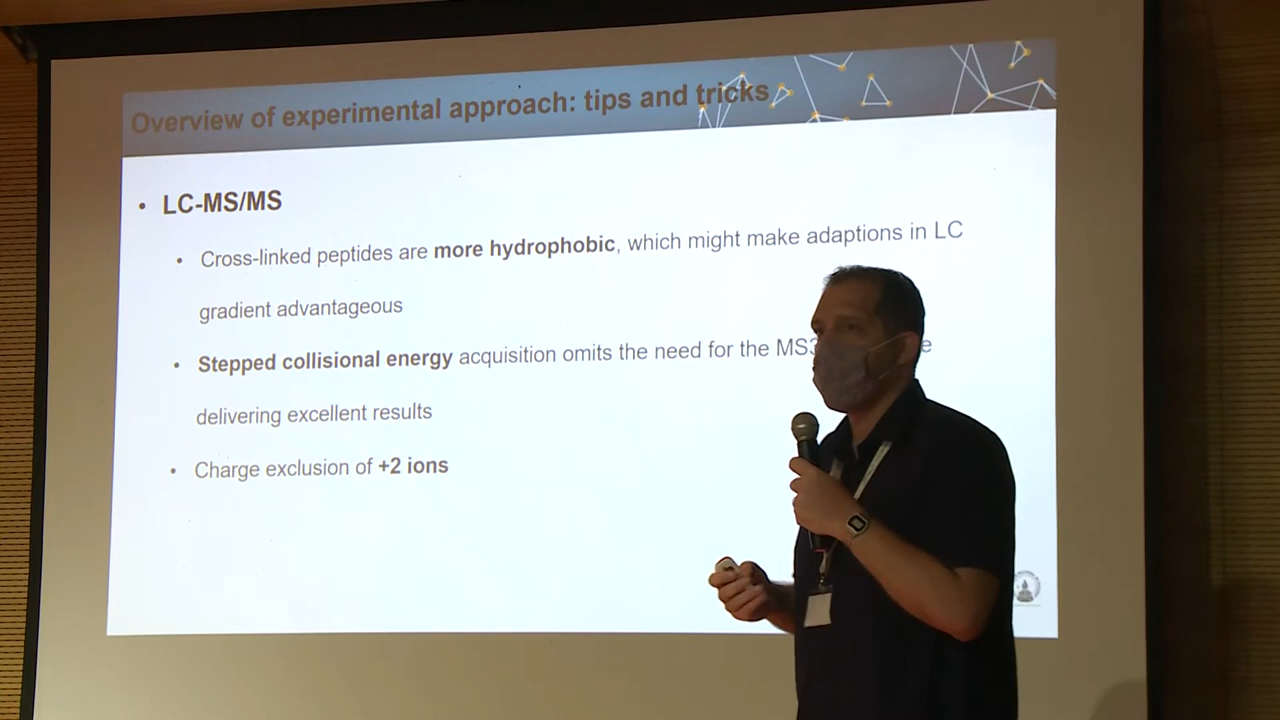 Overview of experimental approach: tips and tricks
• LC-MS/MS
• Cross-linked peptides are more hydrophobic, which might make adaptions in LC
gradient advantageous
• Stepped collisional energy acquisition omits the need for the
delivering excellent results
• Charge exclusion of +2 ions